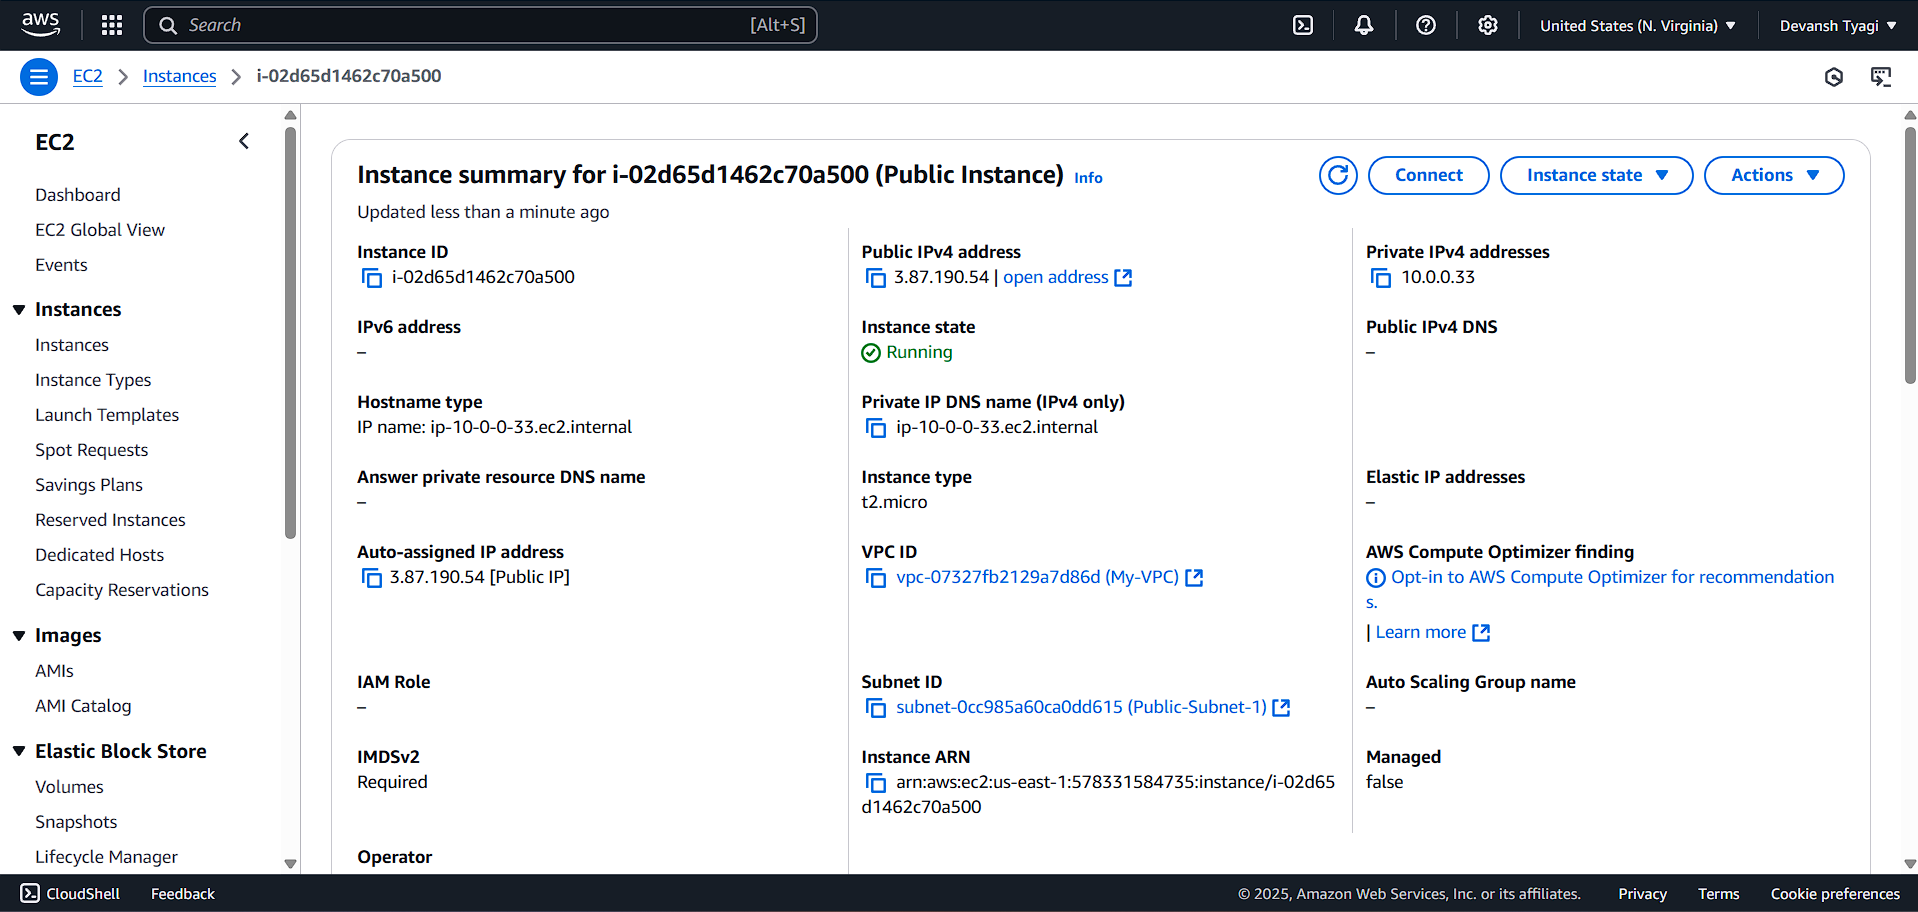 aws
Search [Alt+S]
United States (N. Virginia)
Devansh Tyagi
EC2
Instances
i-02d65d1462c70a500
EC2
Dashboard
EC2 Global View
Events
Instances
Instances
Instance Types
Launch Templates
Spot Requests
Savings Plans
Reserved Instances
Dedicated Hosts
Capacity Reservations
Images
AMIs
AMI Catalog
Elastic Block Store
Volumes
Snapshots
Lifecycle Manager
Instance summary for i-02d65d1462c70a500 (Public Instance) Info
Updated less than a minute ago
Connect
Instance state
Actions
Instance ID
i-02d65d1462c70a500
Public IPv4 address
3.87.190.54 | open address
Private IPv4 addresses
10.0.0.33
IPv6 address
–
Instance state
Running
Public IPv4 DNS
–
Hostname type
IP name: ip-10-0-0-33.ec2.internal
Private IP DNS name (IPv4 only)
ip-10-0-0-33.ec2.internal
Answer private resource DNS name
–
Instance type
t2.micro
Elastic IP addresses
–
Auto-assigned IP address
3.87.190.54 [Public IP]
VPC ID
vpc-07327fb2129a7d86d (My-VPC)
AWS Compute Optimizer finding
Opt-in to AWS Compute Optimizer for recommendation
s.
| Learn more
IAM Role
–
Subnet ID
subnet-0cc985a60ca0dd615 (Public-Subnet-1)
Auto Scaling Group name
–
IMDSv2
Required
Instance ARN
arn:aws:ec2:us-east-1:578331584735:instance/i-02d65
d1462c70a500
Managed
false
Operator
CloudShell
Feedback
© 2025, Amazon Web Services, Inc. or its affiliates.
Privacy
Terms
Cookie preferences